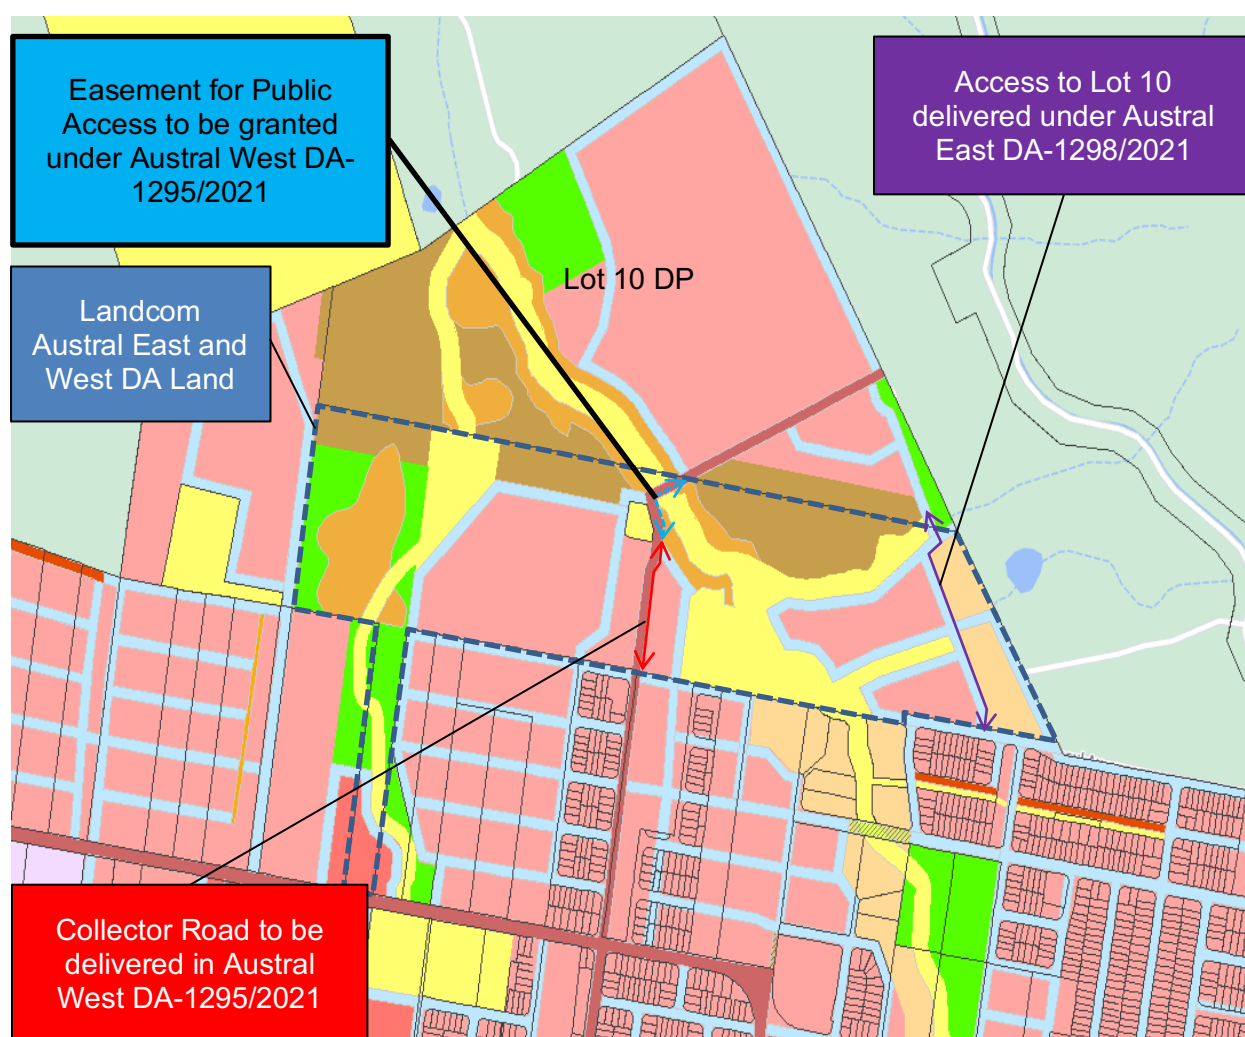 Easement for Public
Access to be granted
under Austral West DA-
1295/2021
Access to Lot 10
delivered under Austral
East DA-1298/2021
Lot 10 DP
Landcom
Austral East and
West DA Land
Collector Road to be
delivered in Austral
West DA-1295/2021